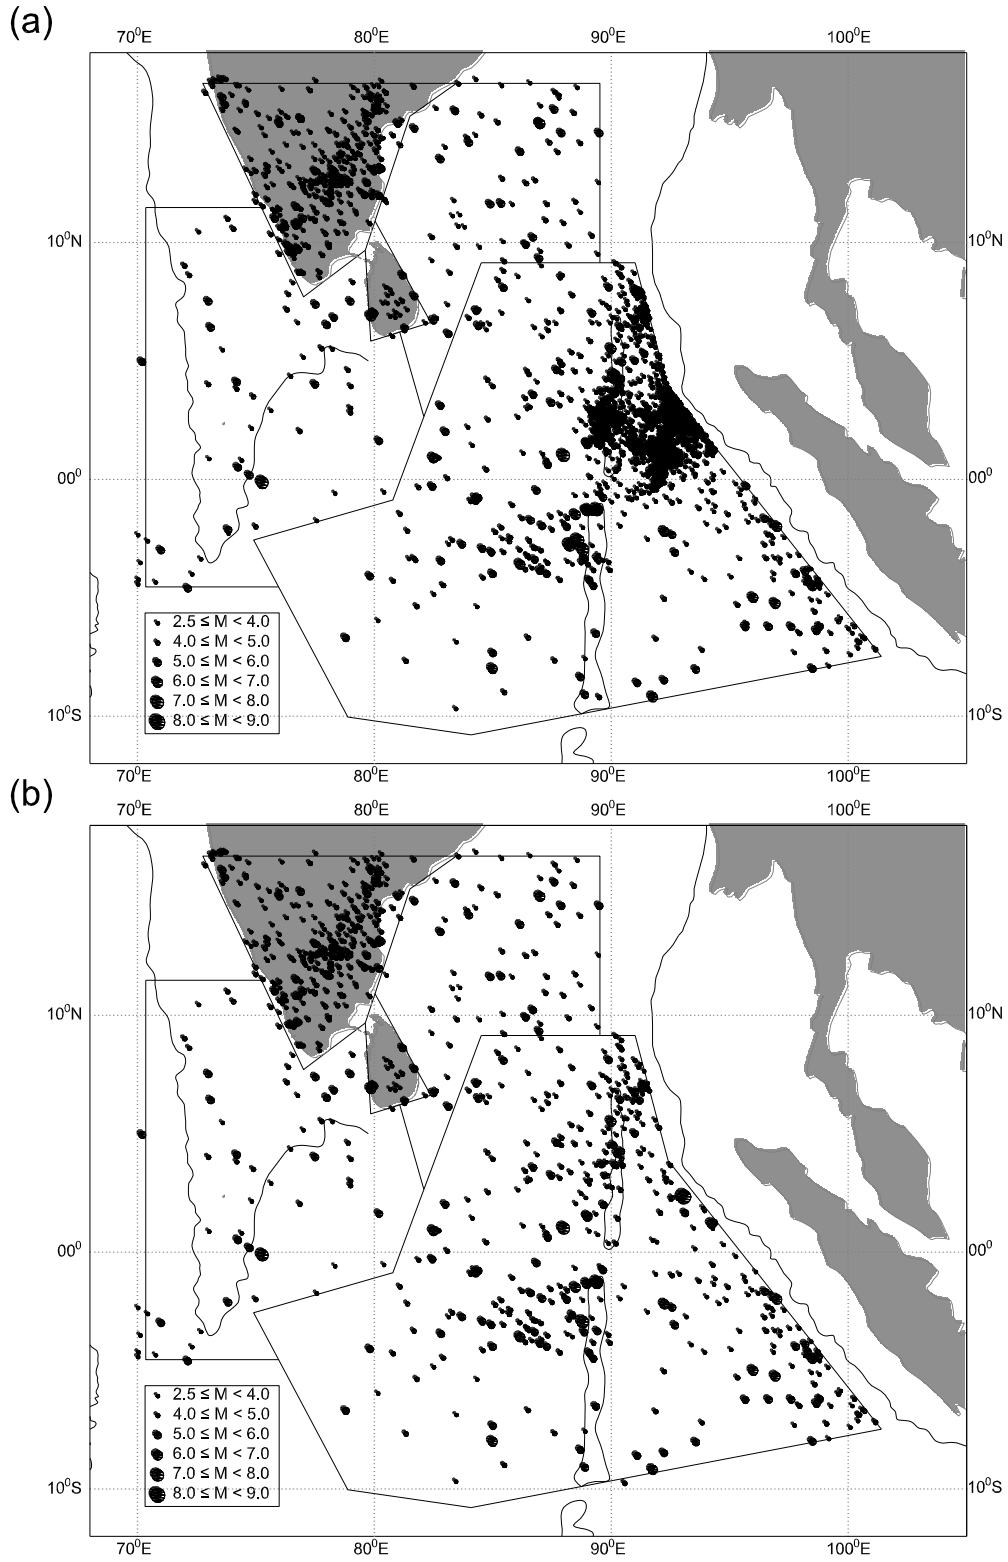 (a)
70⁰E 80⁰E 90⁰E 100⁰E
10⁰N 10⁰N
00⁰ 00⁰
2.5 ≤ M < 4.0
4.0 ≤ M < 5.0
5.0 ≤ M < 6.0
6.0 ≤ M < 7.0
7.0 ≤ M < 8.0
8.0 ≤ M < 9.0
10⁰S 10⁰S
70⁰E 80⁰E 90⁰E 100⁰E
(b)
70⁰E 80⁰E 90⁰E 100⁰E
10⁰N 10⁰N
00⁰ 00⁰
2.5 ≤ M < 4.0
4.0 ≤ M < 5.0
5.0 ≤ M < 6.0
6.0 ≤ M < 7.0
7.0 ≤ M < 8.0
8.0 ≤ M < 9.0
10⁰S 10⁰S
70⁰E 80⁰E 90⁰E 100⁰E